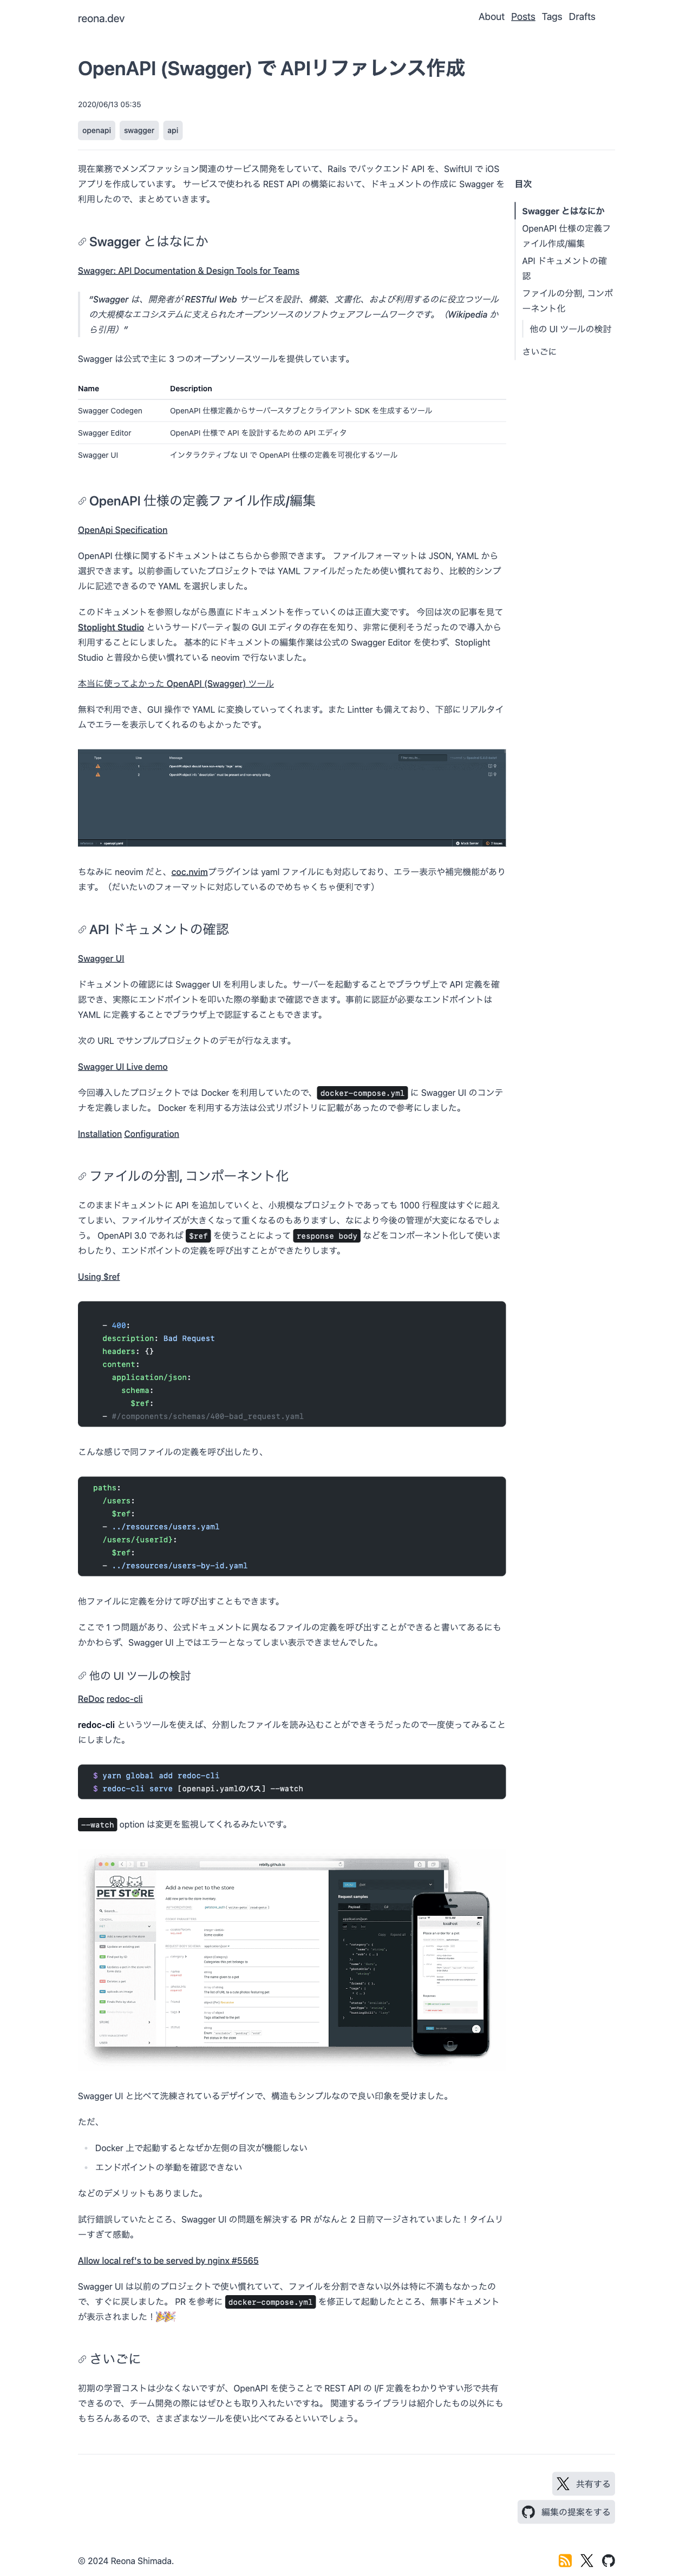 reona.dev
About Posts Tags Drafts
OpenAPI (Swagger) で APIリファレンス作成
2020/06/13 05:35
openapi swagger api
現在業務でメンズファッション関連のサービス開発をしていて、Rails でバックエンド API を、SwiftUI で iOS
アプリを作成しています。 サービスで使われる REST API の構築において、ドキュメントの作成に Swagger を
利用したので、まとめていきます。
目次
Swagger とはなにか
OpenAPI 仕様の定義フ
ァイル作成/編集
API ドキュメントの確
認
ファイルの分割, コンポ
ーネント化
他の UI ツールの検討
さいごに
Swagger とはなにか
Swagger: API Documentation & Design Tools for Teams
“Swagger は、開発者が RESTful Web サービスを設計、構築、文書化、および利用するのに役立つツール
の大規模なエコシステムに支えられたオープンソースのソフトウェアフレームワークです。（Wikipedia か
ら引用）”
Swagger は公式で主に 3 つのオープンソースツールを提供しています。
Name Description
Swagger Codegen OpenAPI 仕様定義からサーバースタブとクライアント SDK を生成するツール
Swagger Editor OpenAPI 仕様で API を設計するための API エディタ
Swagger UI インタラクティブな UI で OpenAPI 仕様の定義を可視化するツール
OpenAPI 仕様の定義ファイル作成/編集
OpenApi Specification
OpenAPI 仕様に関するドキュメントはこちらから参照できます。 ファイルフォーマットは JSON, YAML から
選択できます。以前参画していたプロジェクトでは YAML ファイルだったため使い慣れており、比較的シンプ
ルに記述できるので YAML を選択しました。
このドキュメントを参照しながら愚直にドキュメントを作っていくのは正直大変です。 今回は次の記事を見て
Stoplight Studio というサードパーティ製の GUI エディタの存在を知り、非常に便利そうだったので導入から
利用することにしました。 基本的にドキュメントの編集作業は公式の Swagger Editor を使わず、Stoplight
Studio と普段から使い慣れている neovim で行ないました。
本当に使ってよかった OpenAPI (Swagger) ツール
無料で利用でき、GUI 操作で YAML に変換していってくれます。また Lintter も備えており、下部にリアルタイ
ムでエラーを表示してくれるのもよかったです。
ちなみに neovim だと、coc.nvimプラグインは yaml ファイルにも対応しており、エラー表示や補完機能があり
ます。（だいたいのフォーマットに対応しているのでめちゃくちゃ便利です）
API ドキュメントの確認
Swagger UI
ドキュメントの確認には Swagger UI を利用しました。サーバーを起動することでブラウザ上で API 定義を確
認でき、実際にエンドポイントを叩いた際の挙動まで確認できます。事前に認証が必要なエンドポイントは
YAML に定義することでブラウザ上で認証することもできます。
次の URL でサンプルプロジェクトのデモが行なえます。
Swagger UI Live demo
今回導入したプロジェクトでは Docker を利用していたので、docker-compose.yml に Swagger UI のコンテ
ナを定義しました。 Docker を利用する方法は公式リポジトリに記載があったので参考にしました。
Installation Configuration
ファイルの分割, コンポーネント化
このままドキュメントに API を追加していくと、小規模なプロジェクトであっても 1000 行程度はすぐに超え
てしまい、ファイルサイズが大きくなって重くなるのもありますし、なにより今後の管理が大変になるでしょ
う。 OpenAPI 3.0 であれば $ref を使うことによって response body などをコンポーネント化して使いま
わしたり、エンドポイントの定義を呼び出すことができたりします。
Using $ref
- 400:
description: Bad Request
headers: {}
content:
application/json:
schema:
$ref:
- #/components/schemas/400-bad_request.yaml
こんな感じで同ファイルの定義を呼び出したり、
paths:
/users:
$ref:
- ../resources/users.yaml
/users/{userId}:
$ref:
- ../resources/users-by-id.yaml
他ファイルに定義を分けて呼び出すこともできます。
ここで 1 つ問題があり、公式ドキュメントに異なるファイルの定義を呼び出すことができると書いてあるにも
かかわらず、Swagger UI 上ではエラーとなってしまい表示できませんでした。
他の UI ツールの検討
ReDoc redoc-cli
redoc-cli というツールを使えば、分割したファイルを読み込むことができそうだったので一度使ってみること
にしました。
$ yarn global add redoc-cli
$ redoc-cli serve [openapi.yamlのパス] --watch
--watch option は変更を監視してくれるみたいです。
PET STORE
Add a new pet to the store
Swagger UI と比べて洗練されているデザインで、構造もシンプルなので良い印象を受けました。
ただ、
Docker 上で起動するとなぜか左側の目次が機能しない
エンドポイントの挙動を確認できない
などのデメリットもありました。
試行錯誤していたところ、Swagger UI の問題を解決する PR がなんと 2 日前マージされていました！タイムリ
ーすぎて感動。
Allow local ref's to be served by nginx #5565
Swagger UI は以前のプロジェクトで使い慣れていて、ファイルを分割できない以外は特に不満もなかったの
で、すぐに戻しました。 PR を参考に docker-compose.yml を修正して起動したところ、無事ドキュメント
が表示されました！🎉🎉
さいごに
初期の学習コストは少なくないですが、OpenAPI を使うことで REST API の I/F 定義をわかりやすい形で共有
できるので、チーム開発の際にはぜひとも取り入れたいですね。 関連するライブラリは紹介したもの以外にも
もちろんあるので、さまざまなツールを使い比べてみるといいでしょう。
共有する
編集の提案をする
© 2024 Reona Shimada.